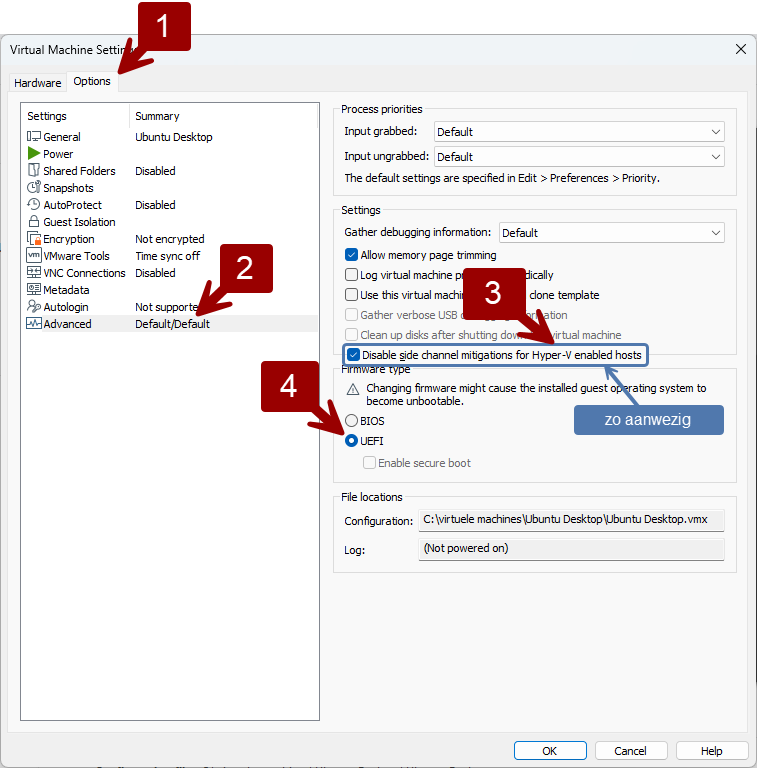 1
Virtual Machine Settin
Hardware Options
Settings Summary
General Ubuntu Desktop
Power
Shared Folders Disabled
Snapshots
AutoProtect Disabled
Guest Isolation
Encryption Not encrypted
VMware Tools Time sync off
VNC Connections Disabled
Metadata
Autologin Not supporte
Advanced Default/Default
2
Process priorities
Input grabbed: Default
Input ungrabbed: Default
The default settings are specified in Edit > Preferences > Priority.
Settings
Gather debugging information: Default
Allow memory page trimming
Log virtual machine p dically
Use this virtual machin clone template
3
Gather verbose USB mation
Clean up disks after shutting dow virtual machine
Disable side channel mitigations for Hyper-V enabled hosts
zo aanwezig
Firmware type
Changing firmware might cause the installed guest operating system to
become unbootable.
4
BIOS
UEFI
Enable secure boot
File locations
Configuration: C:\virtuele machines\Ubuntu Desktop\Ubuntu Desktop.vmx
Log: (Not powered on)
OK Cancel Help